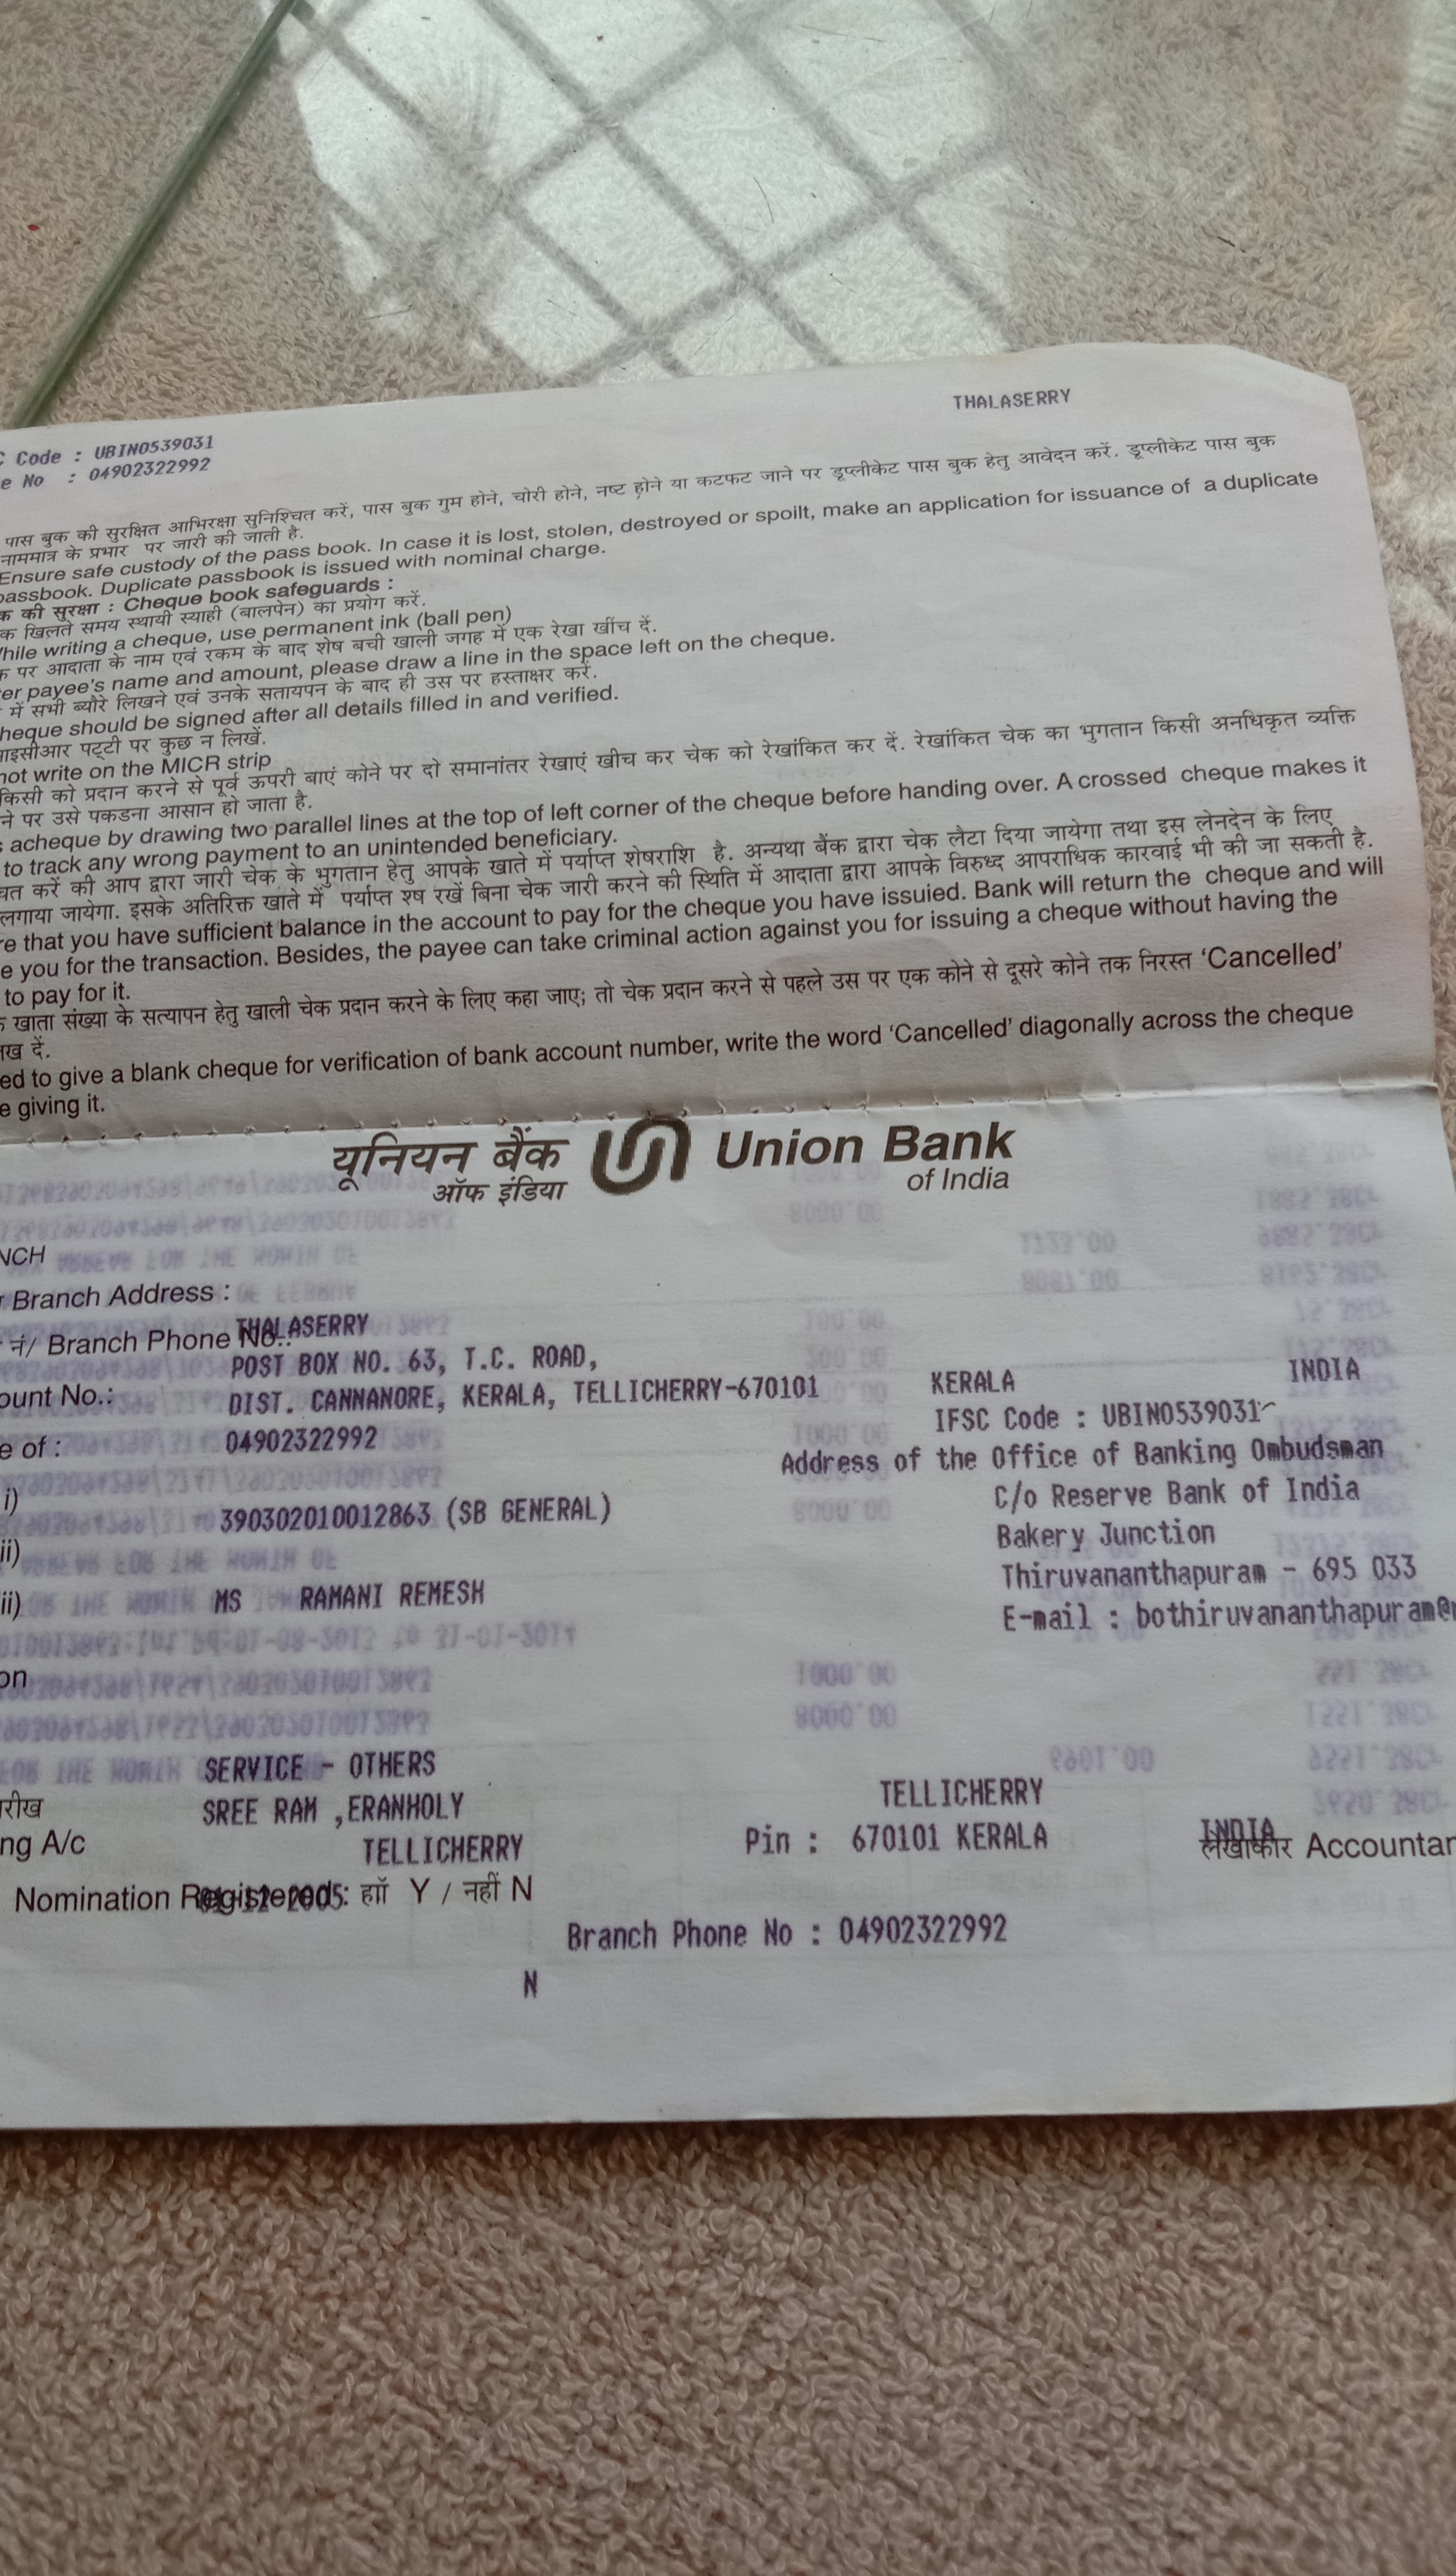 THALASERRY
C Code : UBIN0539031
e No : 04902322992
पास बुक की सुरक्षित आभिरक्षा सुनिश्चित करें, पास बुक गुम होने, चोरी होने, नष्ट होने या कटफट जाने पर डूप्लीकेट पास बुक हेतु आवेदन करें. डूप्लीकेट पास बुक
नाममात्र के प्रभार पर जारी की जाती है.
Ensure safe custody of the pass book. In case it is lost, stolen, destroyed or spoilt, make an application for issuance of a duplicate
passbook. Duplicate passbook is issued with nominal charge.
क की सुरक्षा : Cheque book safeguards :
क खिलते समय स्थायी स्याही (बालपेन) का प्रयोग करें.
While writing a cheque, use permanent ink (ball pen)
क पर आदाता के नाम एवं रकम के बाद शेष बची खाली जगह में एक रेखा खींच दें.
er payee's name and amount, please draw a line in the space left on the cheque.
में सभी ब्यौरे लिखने एवं उनके सतायपन के बाद ही उस पर हस्ताक्षर करें.
heque should be signed after all details filled in and verified.
आइसीआर पट्टी पर कुछ न लिखें.
not write on the MICR strip
किसी को प्रदान करने से पूर्व ऊपरी बाएं कोने पर दो समानांतर रेखाएं खीच कर चेक को रेखांकित कर दें. रेखांकित चेक का भुगतान किसी अनधिकृत व्यक्ति
ने पर उसे पकडना आसान हो जाता है.
s acheque by drawing two parallel lines at the top of left corner of the cheque before handing over. A crossed cheque makes it
to track any wrong payment to an unintended beneficiary.
चत करें की आप द्वारा जारी चेक के भुगतान हेतु आपके खाते में पर्याप्त शेषराशि है. अन्यथा बैंक द्वारा चेक लैटा दिया जायेगा तथा इस लेनदेन के लिए
लगाया जायेगा. इसके अतिरिक्त खाते में पर्याप्त श्ष रखें बिना चेक जारी करने की स्थिति में आदाता द्वारा आपके विरुध्द आपराधिक कारवाई भी की जा सकती है.
re that you have sufficient balance in the account to pay for the cheque you have issuied. Bank will return the cheque and will
e you for the transaction. Besides, the payee can take criminal action against you for issuing a cheque without having the
to pay for it.
क खाता संख्या के सत्यापन हेतु खाली चेक प्रदान करने के लिए कहा जाए; तो चेक प्रदान करने से पहले उस पर एक कोने से दूसरे कोने तक निरस्त 'Cancelled'
नख दें.
ed to give a blank cheque for verification of bank account number, write the word 'Cancelled' diagonally across the cheque
e giving it.
यूनियन बैंक Union Bank
ऑफ इंडिया of India
NCH
r Branch Address :
THALASERRY
नं/ Branch Phone No.:
POST BOX NO. 63, T.C. ROAD,
ount No.:
DIST. CANNANORE, KERALA, TELLICHERRY-670101 KERALA INDIA
IFSC Code : UBIN0539031
e of : 04902322992
Address of the Office of Banking Ombudsman
i)
C/o Reserve Bank of India
390302010012863 (SB GENERAL)
Bakery Junction
ii)
Thiruvananthapuram - 695 033
ii) MS RAMANI REMESH
E-mail : bothiruvananthapuram@
on
SERVICE - OTHERS
रीख SREE RAM ,ERANHOLY TELLICHERRY
ng A/c TELLICHERRY Pin : 670101 KERALA INDIA
लेखाकार Accountan
Nomination Registered : हाॅ Y / नहीं N
01-12-2005
Branch Phone No : 04902322992
N